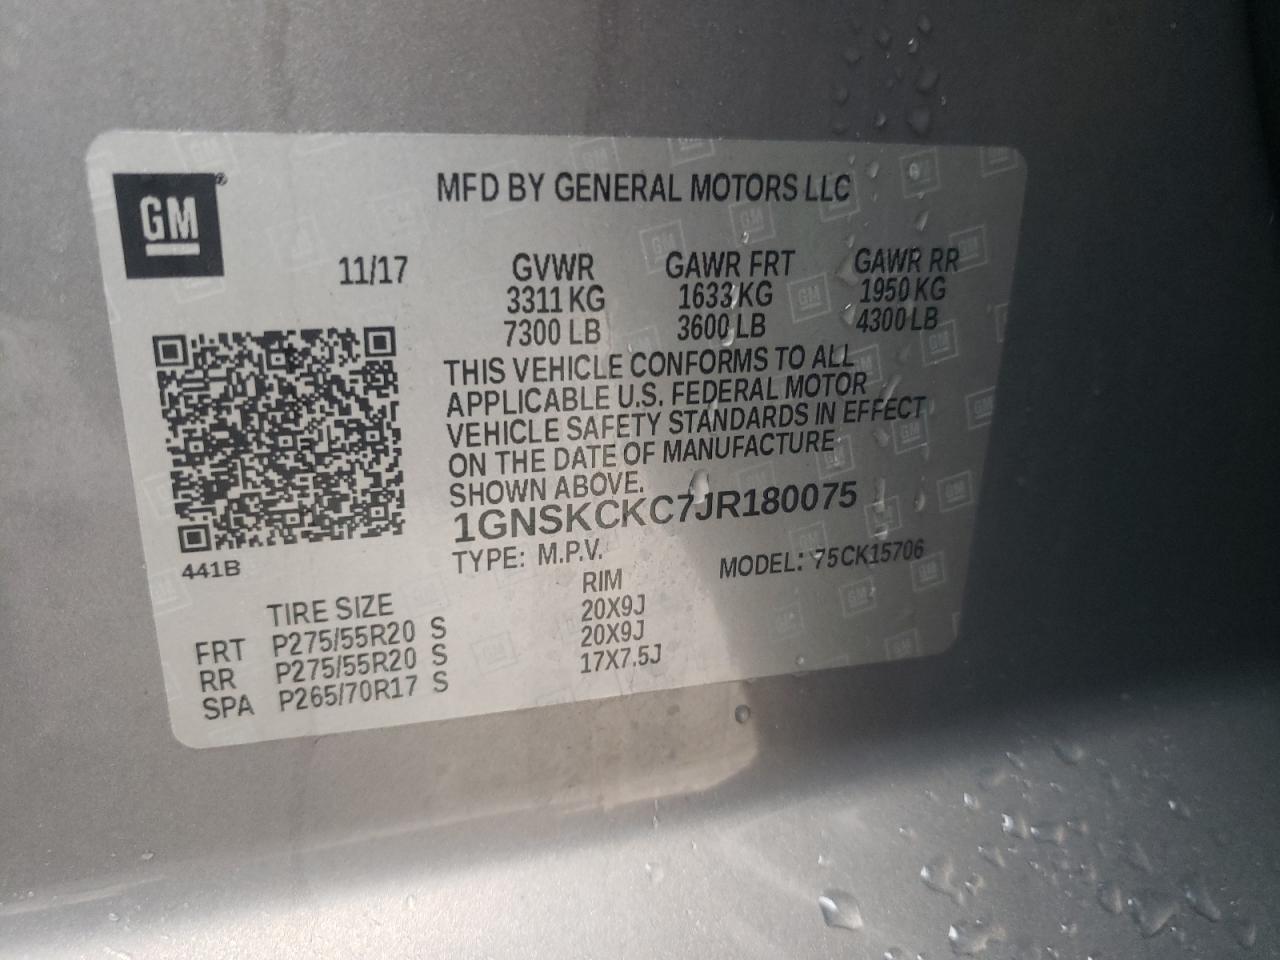 GM®
MFD BY GENERAL MOTORS LLC
11/17
GVWR GAWR FRT GAWR RR
3311 KG 1633 KG 1950 KG
7300 LB 3600 LB 4300 LB
THIS VEHICLE CONFORMS TO ALL
APPLICABLE U.S. FEDERAL MOTOR
VEHICLE SAFETY STANDARDS IN EFFECT
ON THE DATE OF MANUFACTURE
SHOWN ABOVE.
1GNSKCKC7JR180075
TYPE: M.P.V. MODEL: 75CK15706
441B
TIRE SIZE RIM
FRT P275/55R20 S 20X9J
RR P275/55R20 S 20X9J
SPA P265/70R17 S 17X7.5J